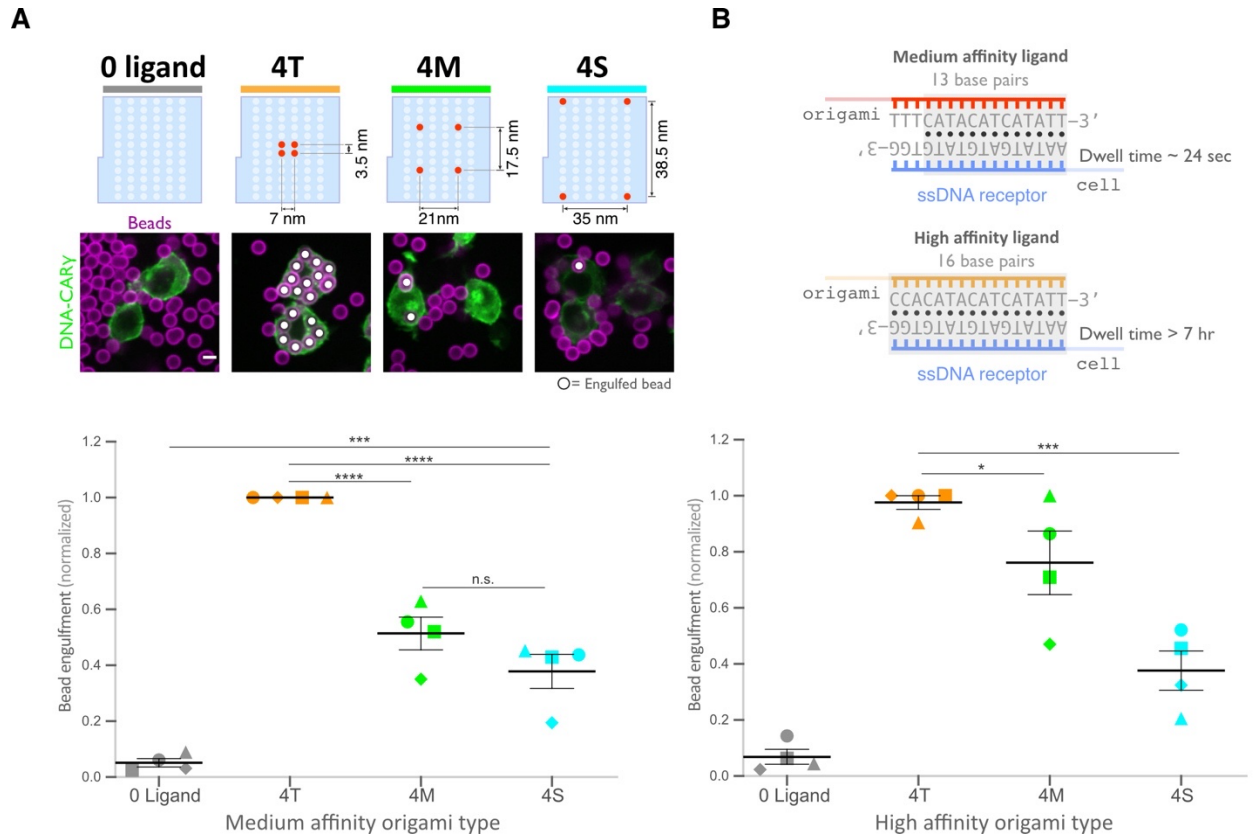 A
0 ligand 4T 4M 4S
3.5 nm
17.5 nm
38.5 nm
7 nm 21nm 35 nm
Beads
DNA-CARγ
= Engulfed bead
1.2
1.0
0.8
0.6
0.4
0.2
0.0
Bead engulfment (normalized)
***
****
****
n.s.
0 Ligand 4T 4M 4S
Medium affinity origami type
B
Medium affinity ligand
13 base pairs
origami TTTCATACATCATATT–3’
3’–GGTGTATGTAGTATAA
Dwell time ~ 24 sec
cell
ssDNA receptor
High affinity ligand
16 base pairs
origami CCACATACATCATATT–3’
3’–GGTGTATGTAGTATAA
Dwell time > 7 hr
cell
ssDNA receptor
1.2
1.0
0.8
0.6
0.4
0.2
0.0
Bead engulfment (normalized)
***
*
0 Ligand 4T 4M 4S
High affinity origami type